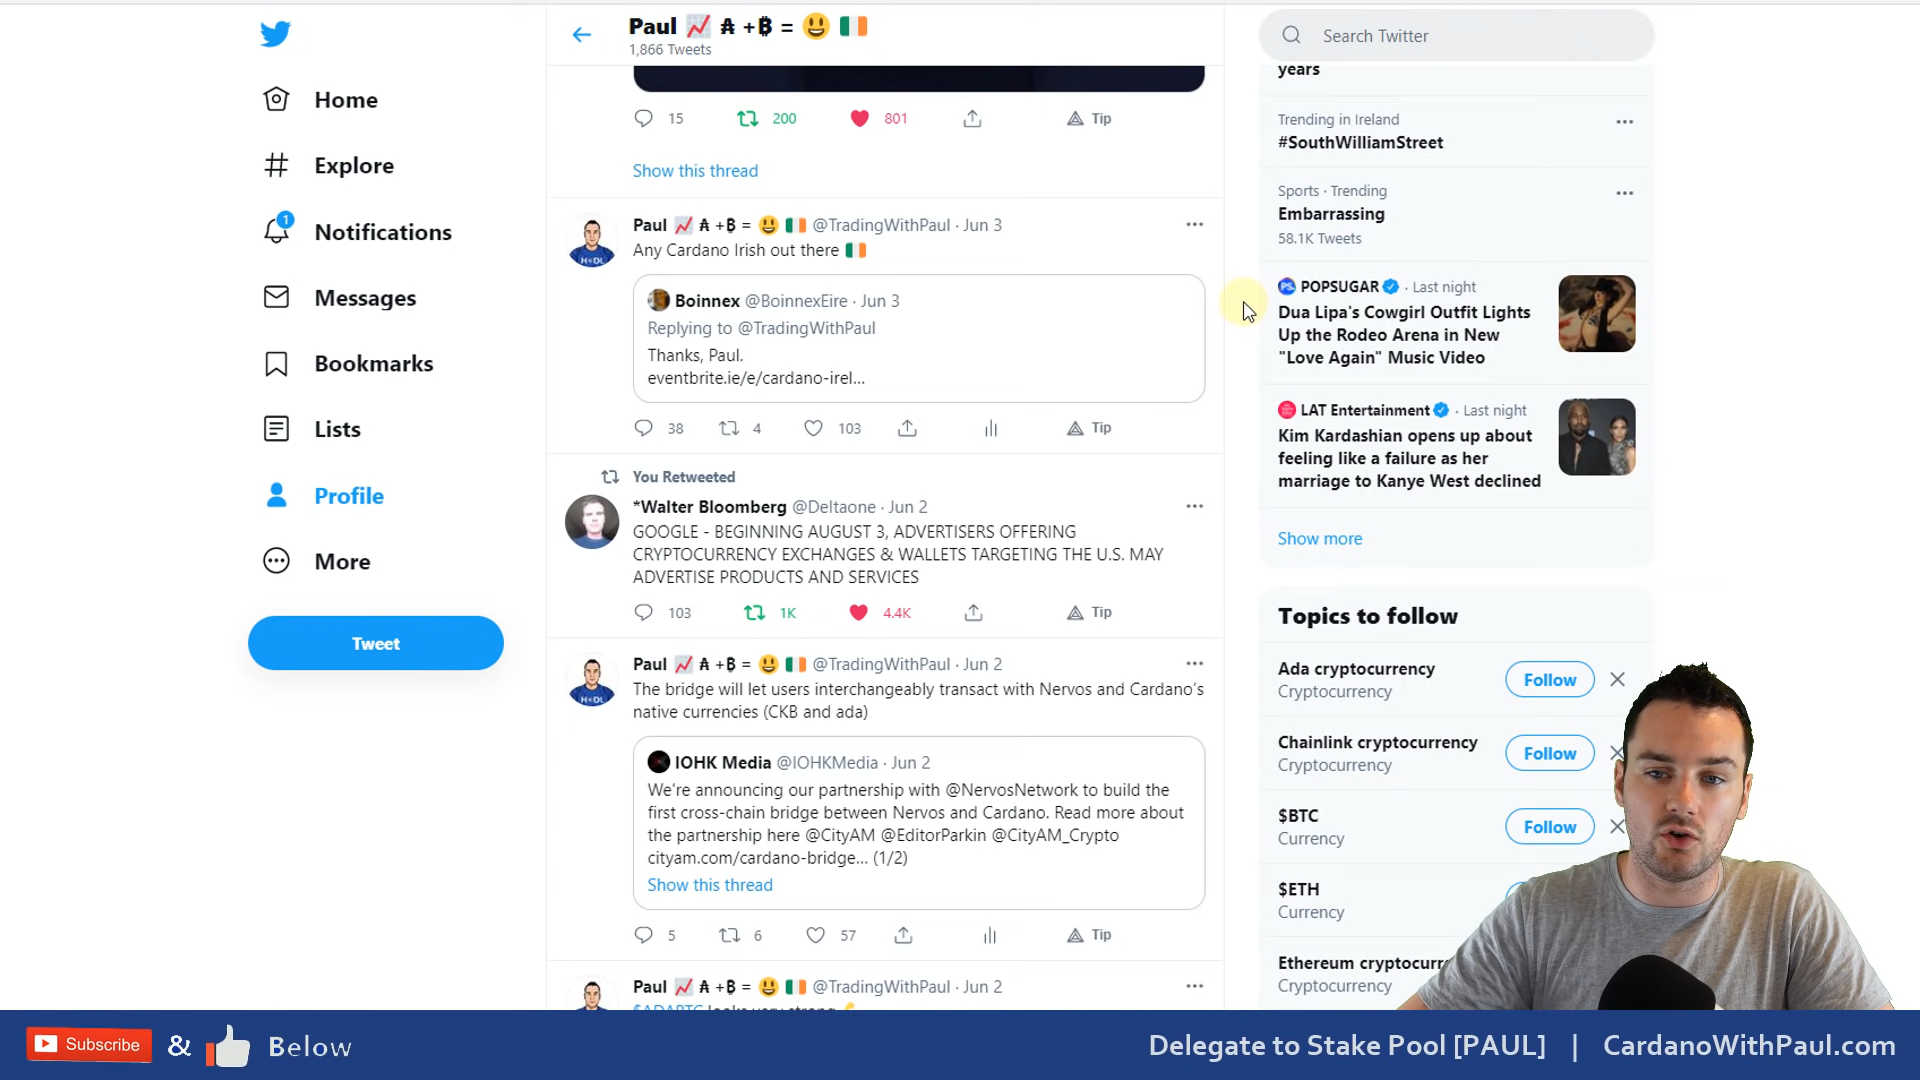 Paul 📈 ₳ +₿ = 😃 🇮🇪
1,866 Tweets
Search Twitter
Home
Explore
1
Notifications
Messages
Bookmarks
Lists
Profile
More
Tweet
15 200 801 Tip
Show this thread
Paul 📈 ₳ +₿ = 😃 🇮🇪 @TradingWithPaul · Jun 3
Any Cardano Irish out there 🇮🇪
Boinnex @BoinnexEire · Jun 3
Replying to @TradingWithPaul
Thanks, Paul.
eventbrite.ie/e/cardano-irel...
38 4 103 Tip
You Retweeted
*Walter Bloomberg @Deltaone · Jun 2
GOOGLE - BEGINNING AUGUST 3, ADVERTISERS OFFERING
CRYPTOCURRENCY EXCHANGES & WALLETS TARGETING THE U.S. MAY
ADVERTISE PRODUCTS AND SERVICES
103 1K 4.4K Tip
Paul 📈 ₳ +₿ = 😃 🇮🇪 @TradingWithPaul · Jun 2
The bridge will let users interchangeably transact with Nervos and Cardano's
native currencies (CKB and ada)
IOHK Media @IOHKMedia · Jun 2
We're announcing our partnership with @NervosNetwork to build the
first cross-chain bridge between Nervos and Cardano. Read more about
the partnership here @CityAM @EditorParkin @CityAM_Crypto
cityam.com/cardano-bridge... (1/2)
Show this thread
5 6 57 Tip
Paul 📈 ₳ +₿ = 😃 🇮🇪 @TradingWithPaul · Jun 2
years
Trending in Ireland
#SouthWilliamStreet
Sports · Trending
Embarrassing
58.1K Tweets
PS POPSUGAR · Last night
Dua Lipa's Cowgirl Outfit Lights
Up the Rodeo Arena in New
"Love Again" Music Video
LAT Entertainment · Last night
Kim Kardashian opens up about
feeling like a failure as her
marriage to Kanye West declined
Show more
Topics to follow
Ada cryptocurrency
Cryptocurrency
Follow
Chainlink cryptocurrency
Cryptocurrency
Follow
$BTC
Currency
Follow
$ETH
Currency
Ethereum
Cryptocurrency
Subscribe & Below
Delegate to Stake Pool [PAUL] | CardanoWithPaul.com